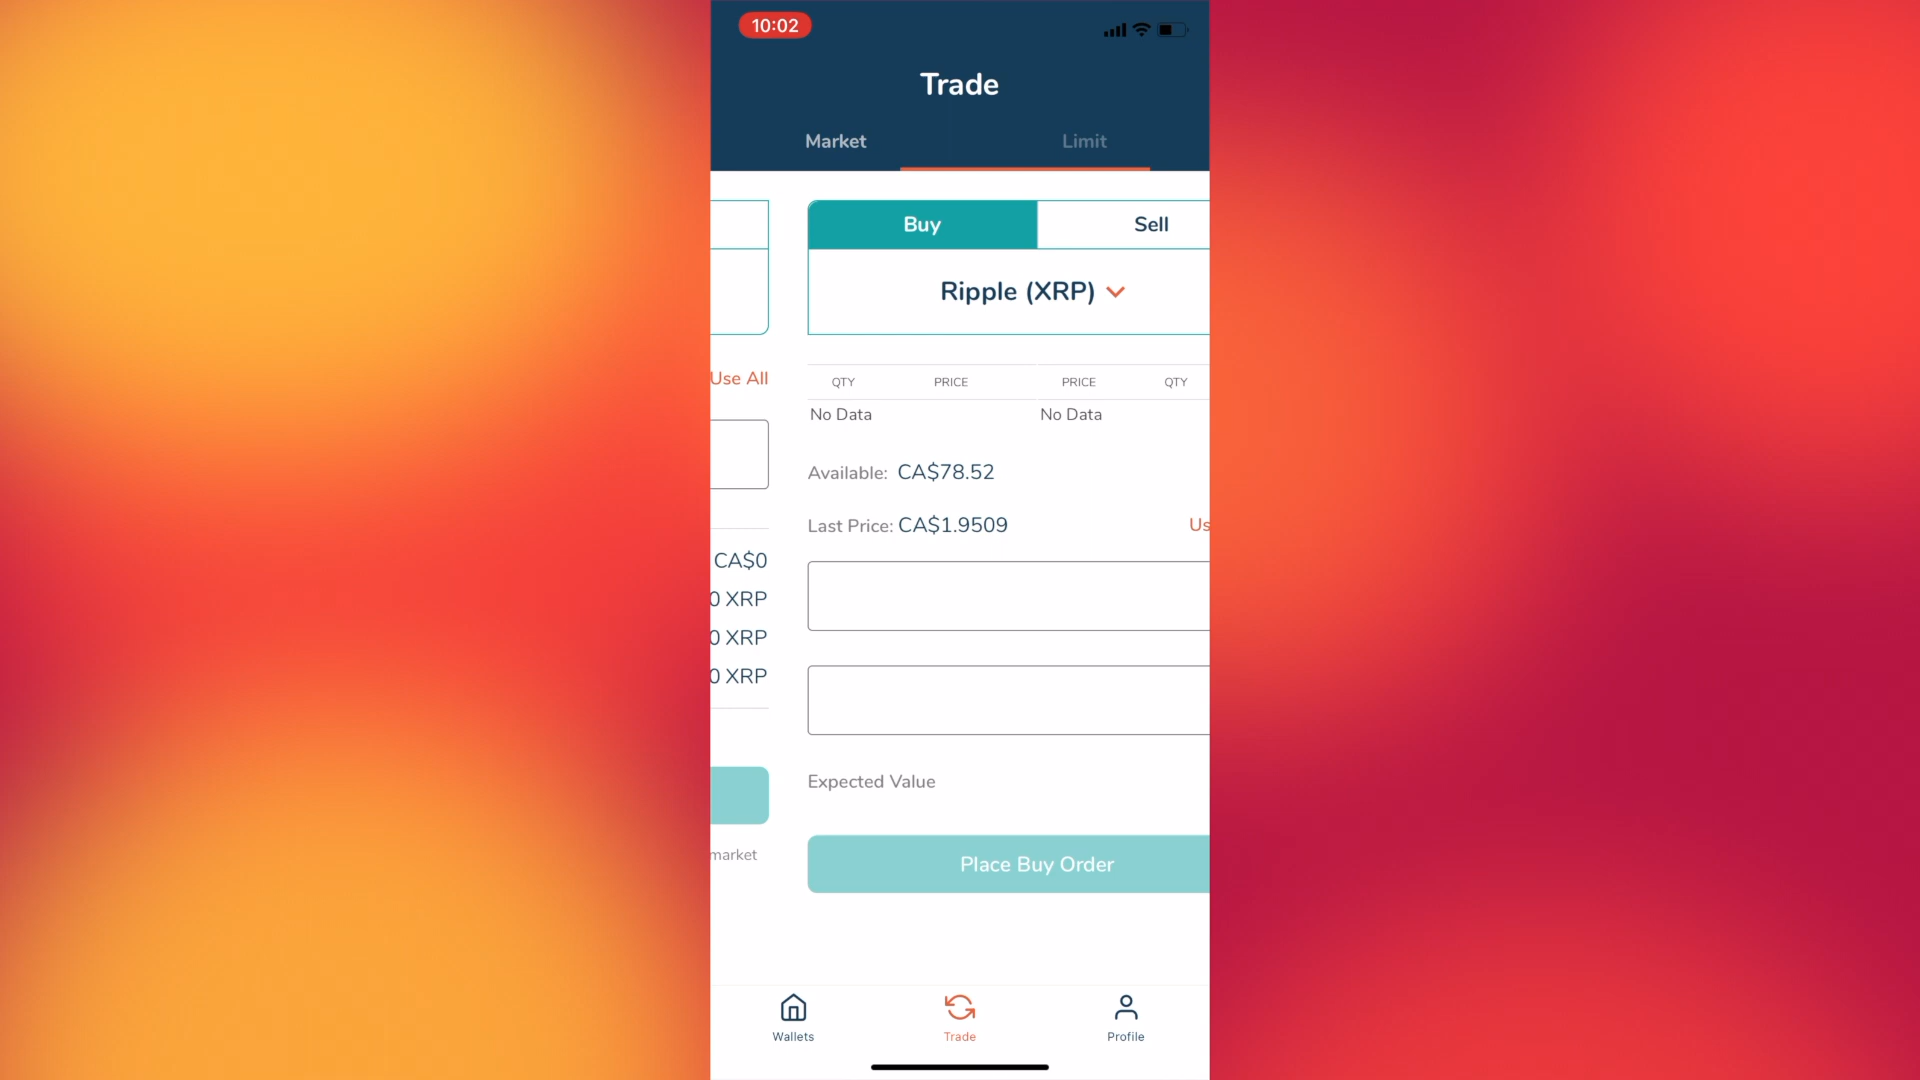 10:02
Trade
Market Limit
Buy Sell
Ripple (XRP)
Use All
QTY PRICE PRICE QTY
No Data No Data
Available: CA$78.52
Last Price: CA$1.9509 Us
CA$0
0 XRP
0 XRP
0 XRP
Expected Value
market
Place Buy Order
Wallets Trade Profile